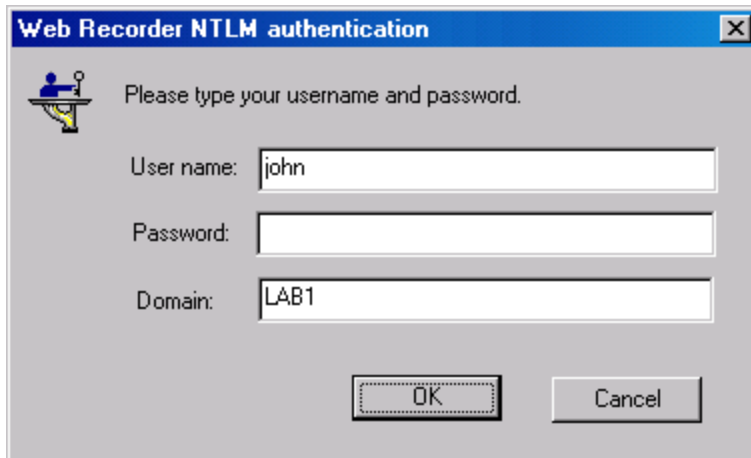 Web Recorder NTLM authentication
Please type your username and password.
User name: john
Password:
Domain: LAB1
OK Cancel